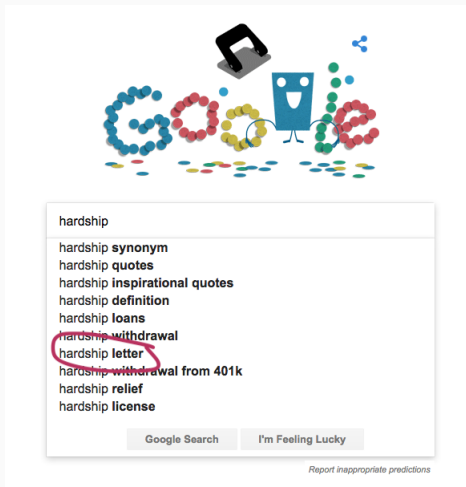 Google
hardship
hardship synonym
hardship quotes
hardship inspirational quotes
hardship definition
hardship loans
hardship withdrawal
hardship letter
hardship withdrawal from 401k
hardship relief
hardship license
Google Search I'm Feeling Lucky
Report inappropriate predictions